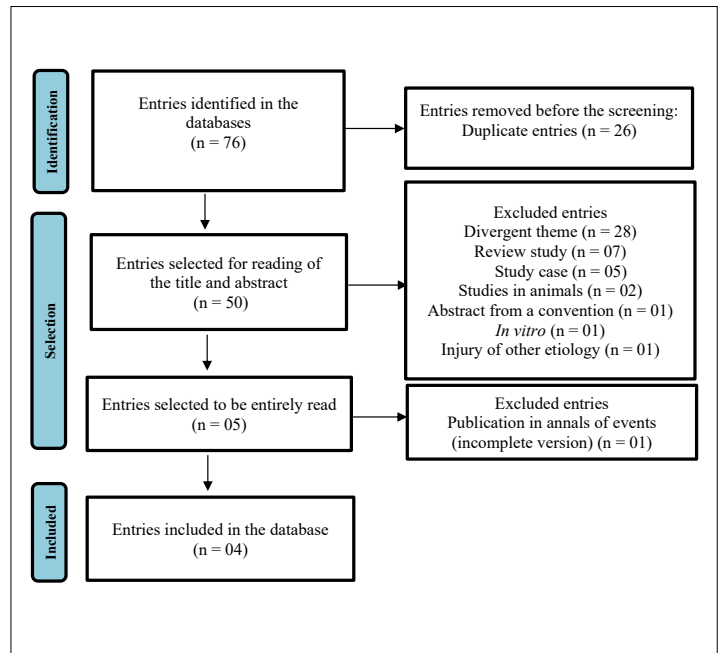 Identification
Entries identified in the
databases
(n = 76)
Entries removed before the screening:
Duplicate entries (n = 26)
Selection
Entries selected for reading of
the title and abstract
(n = 50)
Excluded entries
Divergent theme (n = 28)
Review study (n = 07)
Study case (n = 05)
Studies in animals (n = 02)
Abstract from a convention (n = 01)
In vitro (n = 01)
Injury of other etiology (n = 01)
Entries selected to be entirely read
(n = 05)
Excluded entries
Publication in annals of events
(incomplete version) (n = 01)
Included
Entries included in the database
(n = 04)